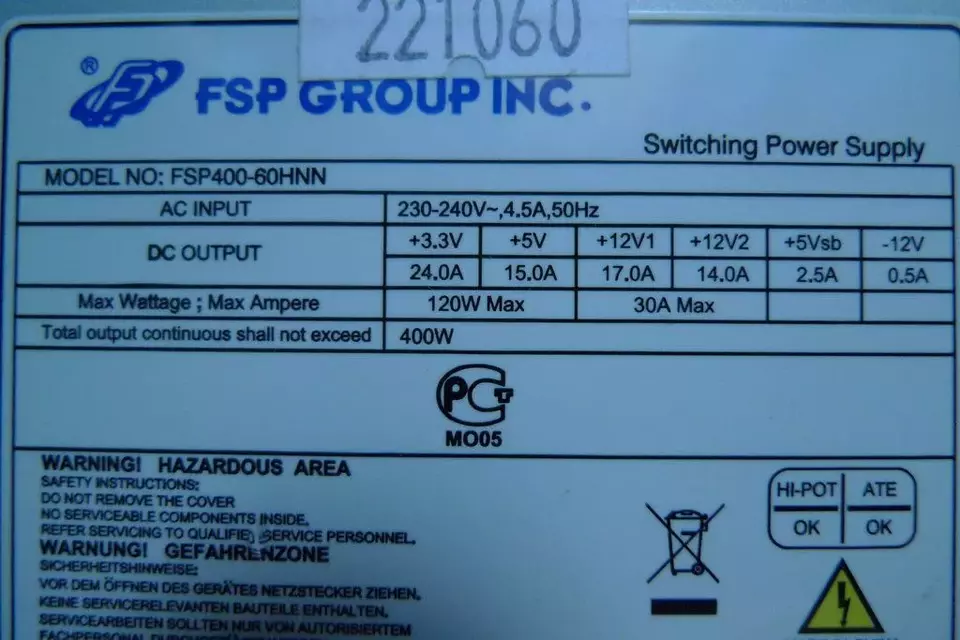 221060
® FSP GROUP INC.
Switching Power Supply
MODEL NO: FSP400-60HNN
AC INPUT 230-240V~,4.5A,50Hz
DC OUTPUT +3.3V +5V +12V1 +12V2 +5Vsb -12V
24.0A 15.0A 17.0A 14.0A 2.5A 0.5A
Max Wattage ; Max Ampere 120W Max 30A Max
Total output continuous shall not exceed 400W
PCT
MO05
WARNING! HAZARDOUS AREA
SAFETY INSTRUCTIONS:
DO NOT REMOVE THE COVER
NO SERVICEABLE COMPONENTS INSIDE.
REFER SERVICING TO QUALIFIED SERVICE PERSONNEL.
WARNUNG! GEFAHRENZONE
SICHERHEITSHINWEISE:
VOR DEM ÖFFNEN DES GERÄTES NETZSTECKER ZIEHEN.
KEINE SERVICERELEVANTEN BAUTEILE ENTHALTEN.
SERVICEARBEITEN SOLLTEN NUR VON AUTORISIERTEM
FACHPERSONAL
HI-POT ATE
OK OK